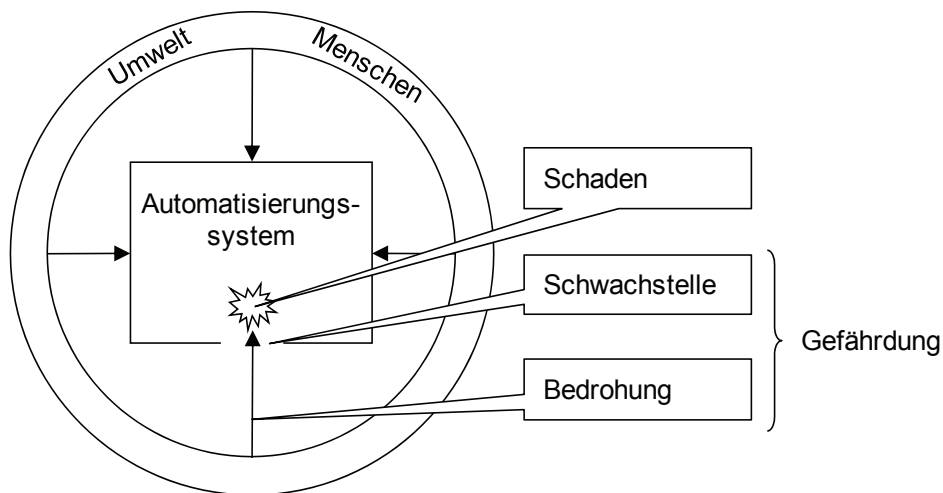 Umwelt
Menschen
Automatisierungs-
system
Schaden
Schwachstelle
Bedrohung
Gefährdung